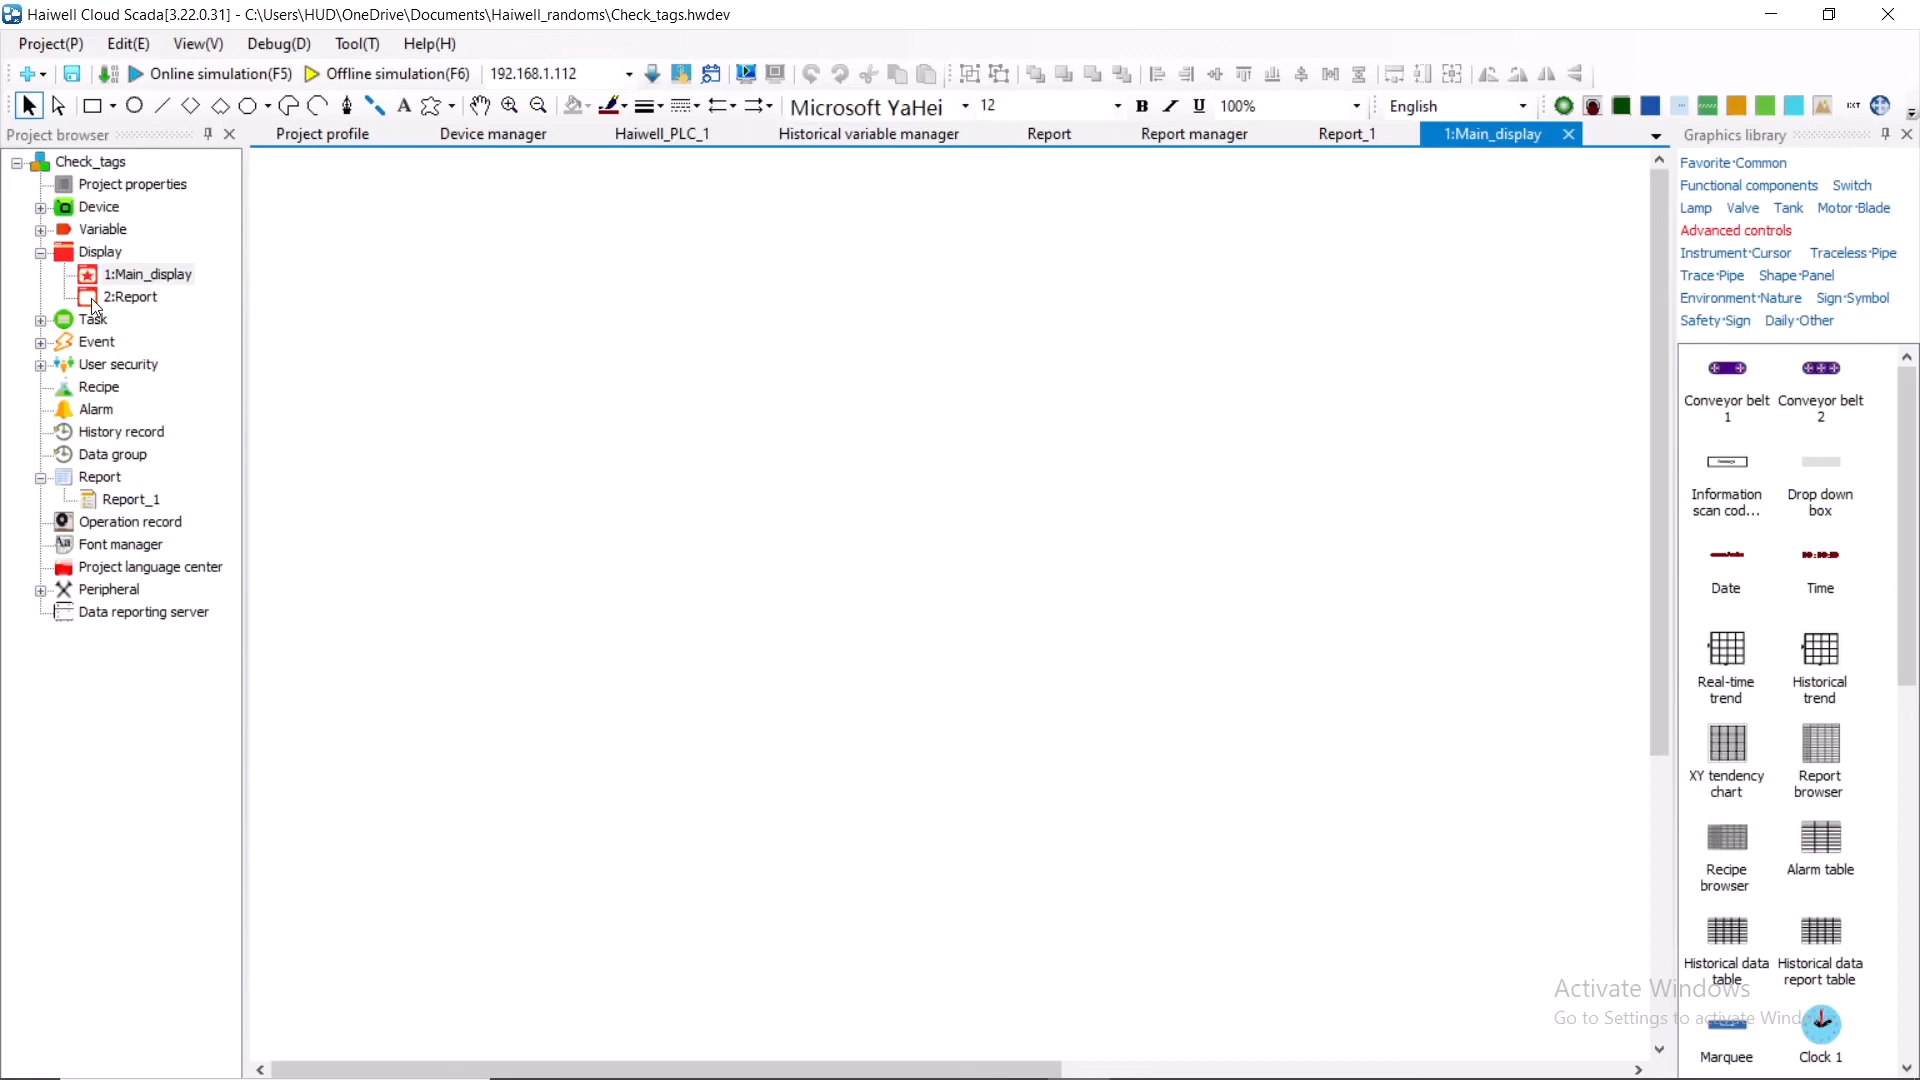 Haiwell Cloud Scada[3.22.0.31] - C:\Users\HUD\OneDrive\Documents\Haiwell_randoms\Check_tags.hwdev
Project(P) Edit(E) View(V) Debug(D) Tool(T) Help(H)
Online simulation(F5) Offline simulation(F6) 192.168.1.112
Microsoft YaHei 12 B I U 100% English TXT
Project browser Project profile Device manager Haiwell_PLC_1 Historical variable manager Report Report manager Report_1 1:Main_display Graphics library
Check_tags
Project properties
Device
Variable
Display
1:Main_display
2:Report
Task
Event
User security
Recipe
Alarm
History record
Data group
Report
Report_1
Operation record
Font manager
Project language center
Peripheral
Data reporting server
Favorite·Common
Functional components Switch
Lamp Valve Tank Motor·Blade
Advanced controls
Instrument·Cursor Traceless·Pipe
Trace·Pipe Shape·Panel
Environment·Nature Sign·Symbol
Safety·Sign Daily·Other
Conveyor belt 1
Conveyor belt 2
Information scan cod...
Drop down box
Date
Time
Real-time trend
Historical trend
XY tendency chart
Report browser
Recipe browser
Alarm table
Historical data table
Historical data report table
Marquee
Clock 1
Activate Windows
Go to Settings to activate Wind